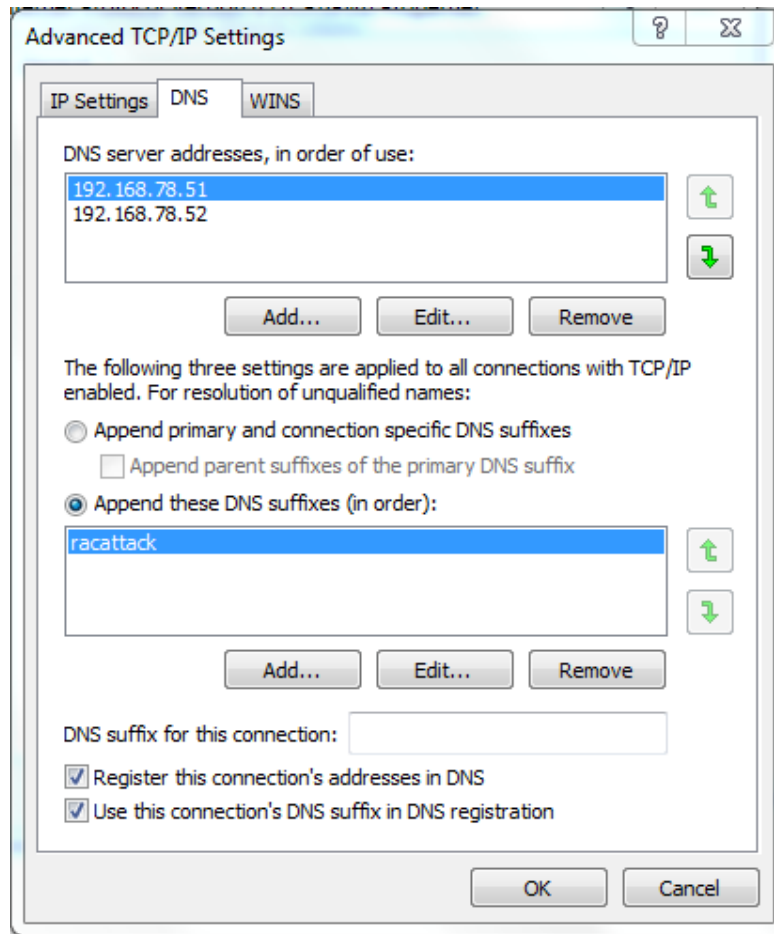 Advanced TCP/IP Settings
IP Settings
DNS
WINS
DNS server addresses, in order of use:
192.168.78.51
192.168.78.52
Add...
Edit...
Remove
The following three settings are applied to all connections with TCP/IP
enabled. For resolution of unqualified names:
Append primary and connection specific DNS suffixes
Append parent suffixes of the primary DNS suffix
Append these DNS suffixes (in order):
racattack
Add...
Edit...
Remove
DNS suffix for this connection:
Register this connection's addresses in DNS
Use this connection's DNS suffix in DNS registration
OK
Cancel